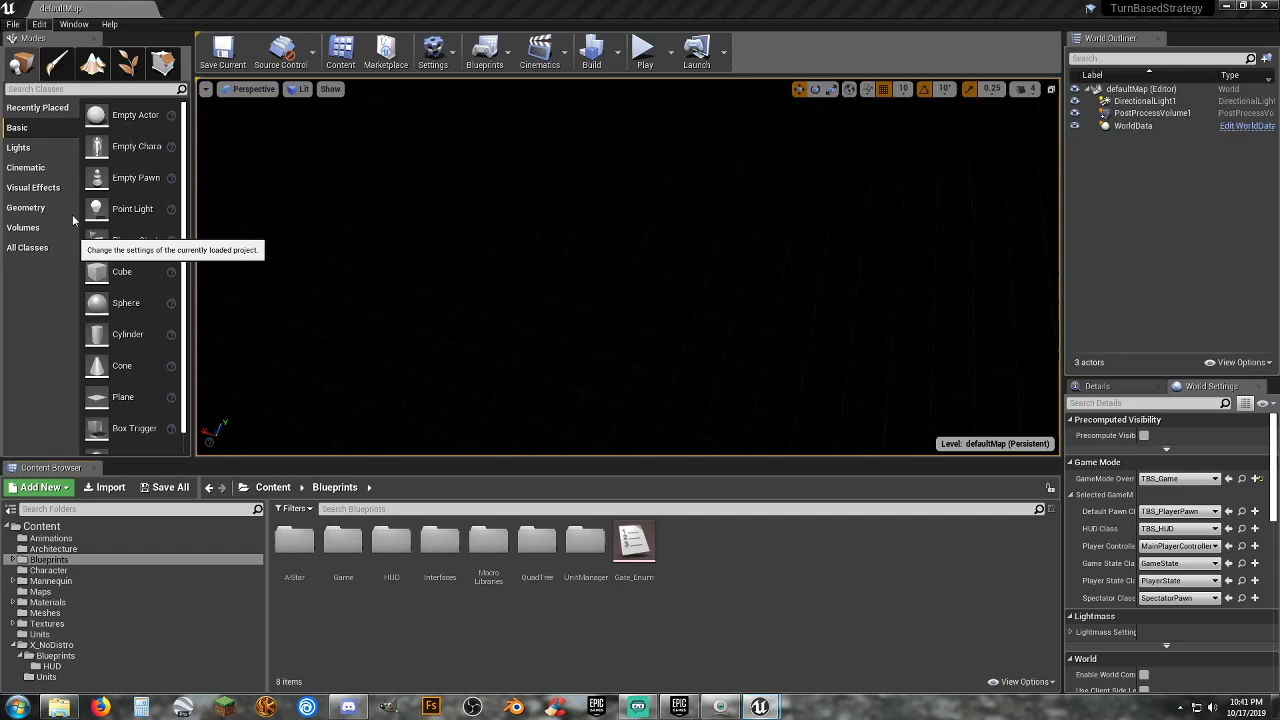 defaultMap
TurnBasedStrategy
File
Edit
Window
Help
Modes
Save Current
Source Control
Content
Marketplace
Settings
Blueprints
Cinematics
Build
Play
Launch
Search Classes
Recently Placed
Basic
Lights
Cinematic
Visual Effects
Geometry
Volumes
All Classes
Empty Actor
Empty Chara
Empty Pawn
Point Light
Change the settings of the currently loaded project.
Cube
Sphere
Cylinder
Cone
Plane
Box Trigger
Perspective
Lit
Show
10
10°
0.25
4
Level: defaultMap (Persistent)
World Outliner
Search...
Label
Type
defaultMap (Editor)
World
DirectionalLight1
DirectionalLight
PostProcessVolume1
PostProcessVo
WorldData
Edit WorldData
3 actors
View Options
Details
World Settings
Search Details
Precomputed Visibility
Precompute Visib
Game Mode
GameMode Overr
TBS_Game
Selected GameM
Default Pawn Cl
TBS_PlayerPawn
HUD Class
TBS_HUD
Player Controlle
MainPlayerController
Game State Clas
GameState
Player State Cla
PlayerState
Spectator Class
SpectatorPawn
Lightmass
Lightmass Setting
World
Enable World Com
Use Client Side Le
Content Browser
Add New
Import
Save All
Content
Blueprints
Search Folders
Filters
Search Blueprints
Content
Animations
Architecture
Blueprints
Character
Mannequin
Maps
Materials
Meshes
Textures
Units
X_NoDistro
Blueprints
HUD
Units
A-Star
Game
HUD
Interfaces
Macro
Libraries
QuadTree
UnitManager
Gate_Enum
8 items
View Options
10:41 PM
10/17/2019